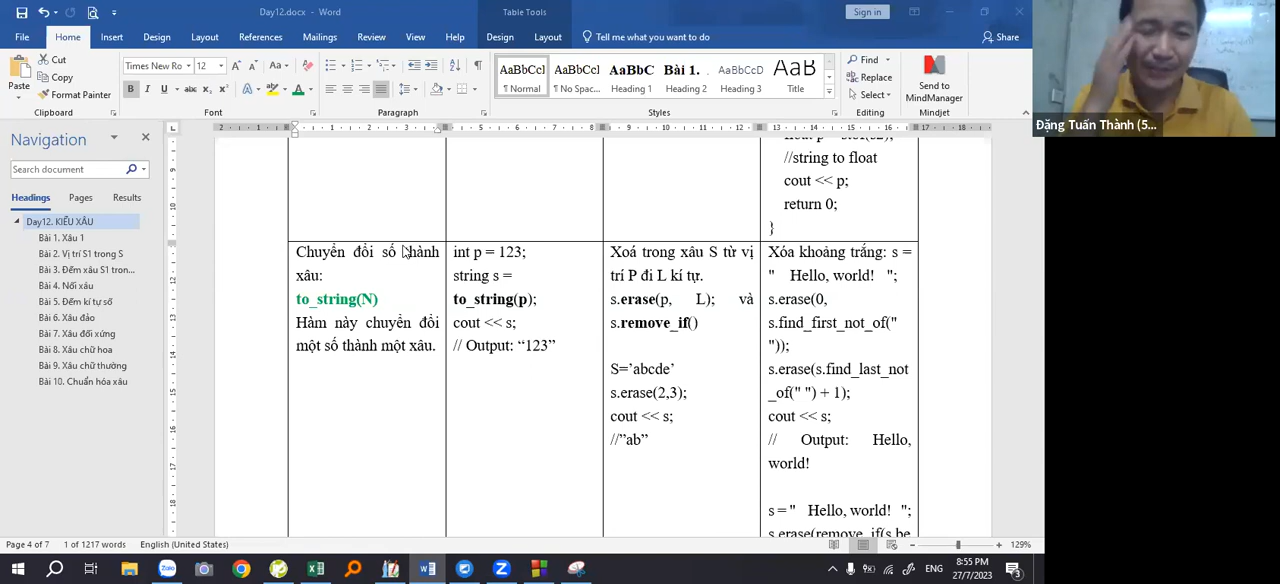 Day12.docx - Word
Table Tools
Sign in
File
Home
Insert
Design
Layout
References
Mailings
Review
View
Help
Design
Layout
Tell me what you want to do
Share
Paste
Cut
Copy
Format Painter
Clipboard
Times New Ro
12
Font
Paragraph
AaBbCcI
¶ Normal
AaBbCcI
¶ No Spac...
AaBbC
Heading 1
Bài 1.
Heading 2
AaBbCcD
Heading 3
AaB
Title
Styles
Find
Replace
Select
Editing
Send to
MindManager
Mindjet
Đặng Tuấn Thành (5...
Navigation
Search document
Headings
Pages
Results
Day12. KIỂU XÂU
Bài 1. Xâu 1
Bài 2. Vị trí S1 trong S
Bài 3. Đếm xâu S1 tron...
Bài 4. Nối xâu
Bài 5. Đếm kí tự số
Bài 6. Xâu đảo
Bài 7. Xâu đối xứng
Bài 8. Xâu chữ hoa
Bài 9. Xâu chữ thường
Bài 10. Chuẩn hóa xâu
//string to float
cout << p;
return 0;
}
Chuyển đổi số thành
xâu:
to_string(N)
Hàm này chuyển đổi
một số thành một xâu.
int p = 123;
string s =
to_string(p);
cout << s;
// Output: “123”
Xoá trong xâu S từ vị
trí P đi L kí tự.
s.erase(p, L); và
s.remove_if()
S=’abcde’
s.erase(2,3);
cout << s;
//”ab”
Xóa khoảng trắng: s =
" Hello, world! ";
s.erase(0,
s.find_first_not_of("
"));
s.erase(s.find_last_not
_of(" ") + 1);
cout << s;
// Output: Hello,
world!
s = " Hello, world! ";
s.erase(remove_if(s.be
Page 4 of 7
1 of 1217 words
English (United States)
129%
Zalo
ENG
8:55 PM
27/7/2023